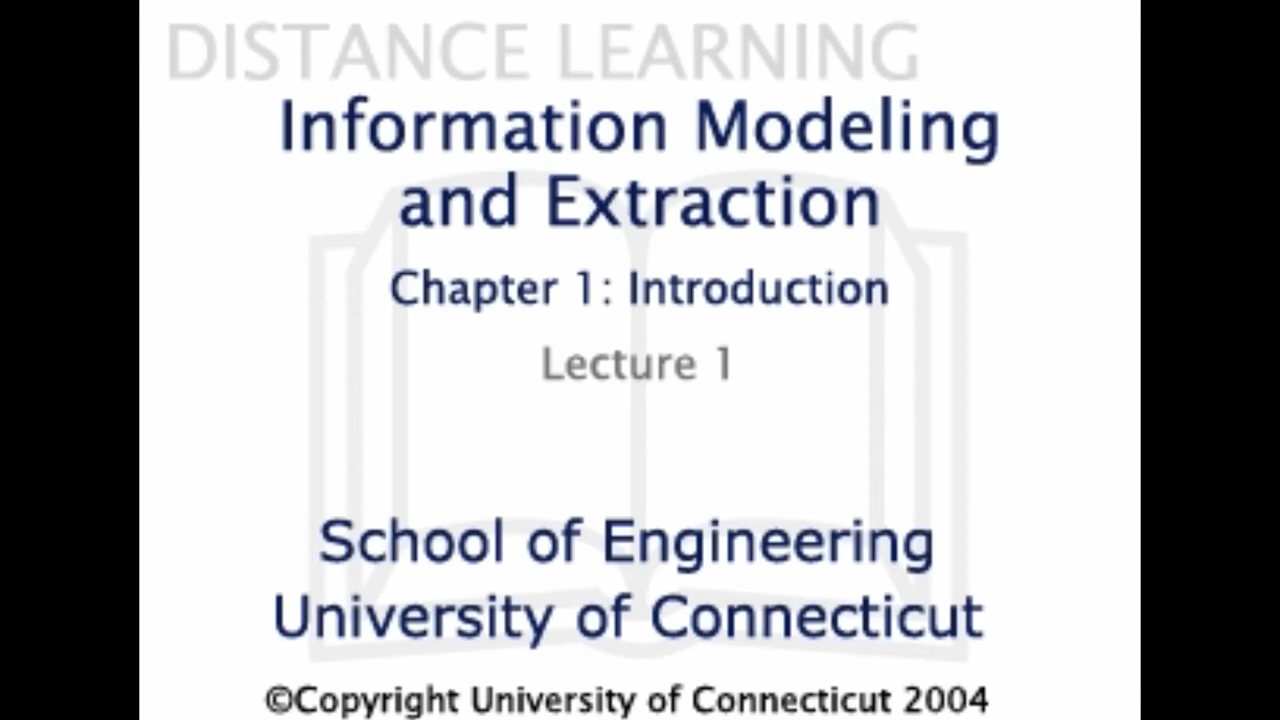 DISTANCE LEARNING
Information Modeling
and Extraction
Chapter 1: Introduction
Lecture 1
School of Engineering
University of Connecticut
©Copyright University of Connecticut 2004